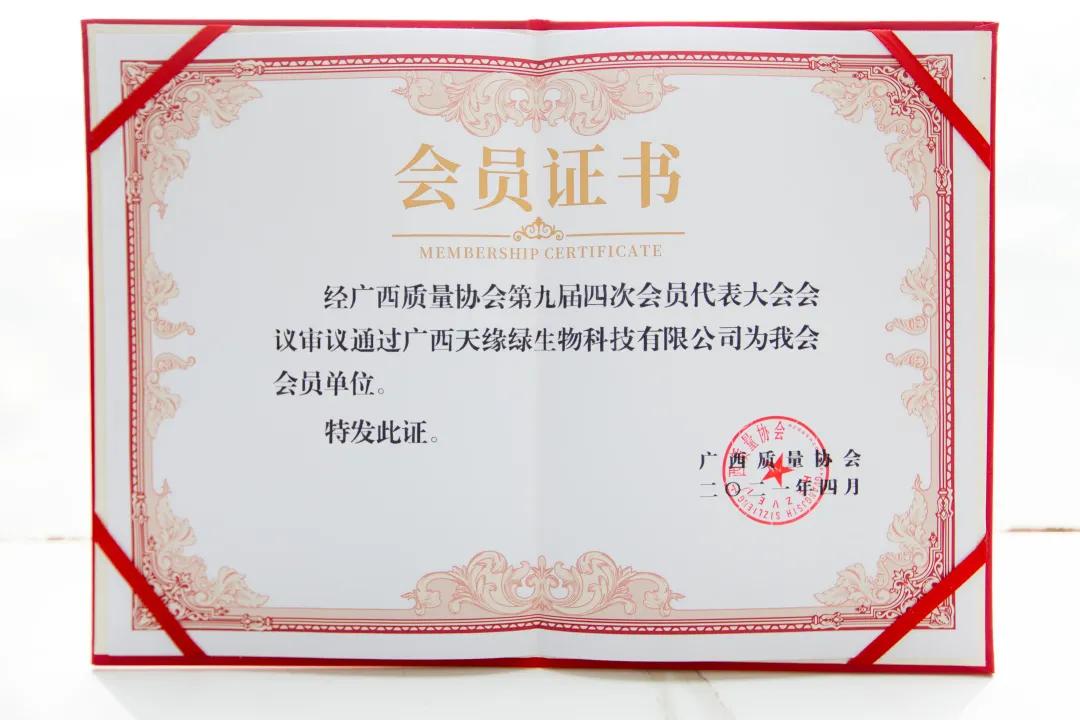 会员证书
MEMBERSHIP CERTIFICATE
经广西质量协会第九届四次会员代表大会会
议审议通过广西天缘绿生物科技有限公司为我会
会员单位。
特发此证。
广西质量协会
二〇二一年四月